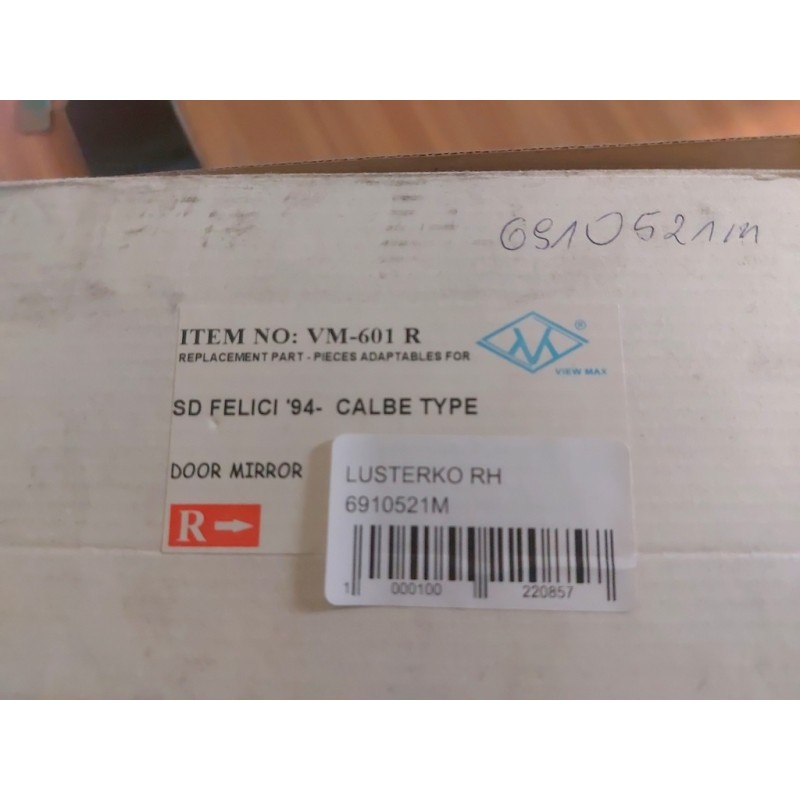 6910521m
ITEM NO: VM-601 R
REPLACEMENT PART - PIECES ADAPTABLES FOR
VIEW MAX
®
SD FELICI '94- CALBE TYPE
DOOR MIRROR
R
LUSTERKO RH
6910521M
1 000100 220857